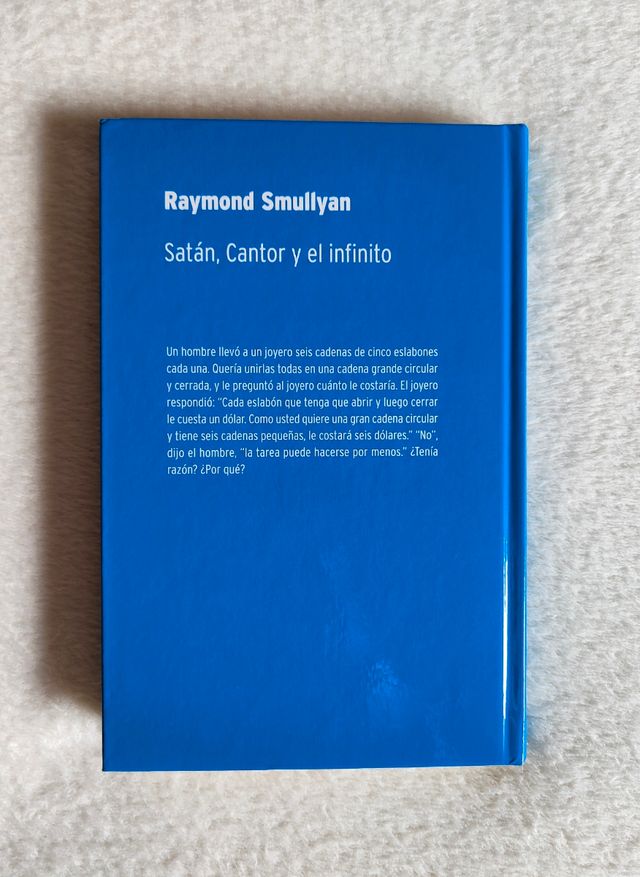 Raymond Smullyan
Satán, Cantor y el infinito
Un hombre llevó a un joyero seis cadenas de cinco eslabones
cada una. Quería unirlas todas en una cadena grande circular
y cerrada, y le preguntó al joyero cuánto le costaría. El joyero
respondió: “Cada eslabón que tenga que abrir y luego cerrar
le cuesta un dólar. Como usted quiere una gran cadena circular
y tiene seis cadenas pequeñas, le costará seis dólares.” “No”,
dijo el hombre, “la tarea puede hacerse por menos.” ¿Tenía
razón? ¿Por qué?